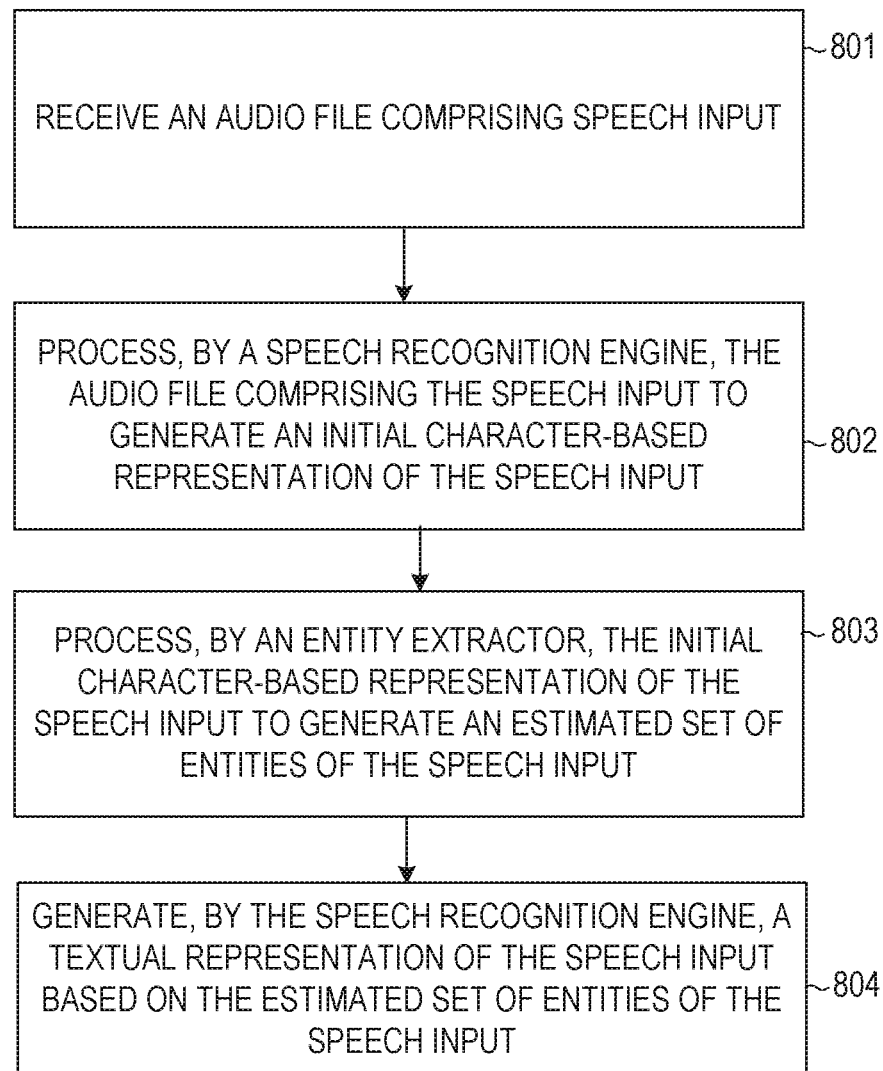 801
RECEIVE AN AUDIO FILE COMPRISING SPEECH INPUT
PROCESS, BY A SPEECH RECOGNITION ENGINE, THE
AUDIO FILE COMPRISING THE SPEECH INPUT TO
GENERATE AN INITIAL CHARACTER-BASED
802
REPRESENTATION OF THE SPEECH INPUT
803
PROCESS, BY AN ENTITY EXTRACTOR, THE INITIAL
CHARACTER-BASED REPRESENTATION OF THE
SPEECH INPUT TO GENERATE AN ESTIMATED SET OF
ENTITIES OF THE SPEECH INPUT
GENERATE, BY THE SPEECH RECOGNITION ENGINE, A
TEXTUAL REPRESENTATION OF THE SPEECH INPUT
BASED ON THE ESTIMATED SET OF ENTITIES OF THE
804
SPEECH INPUT